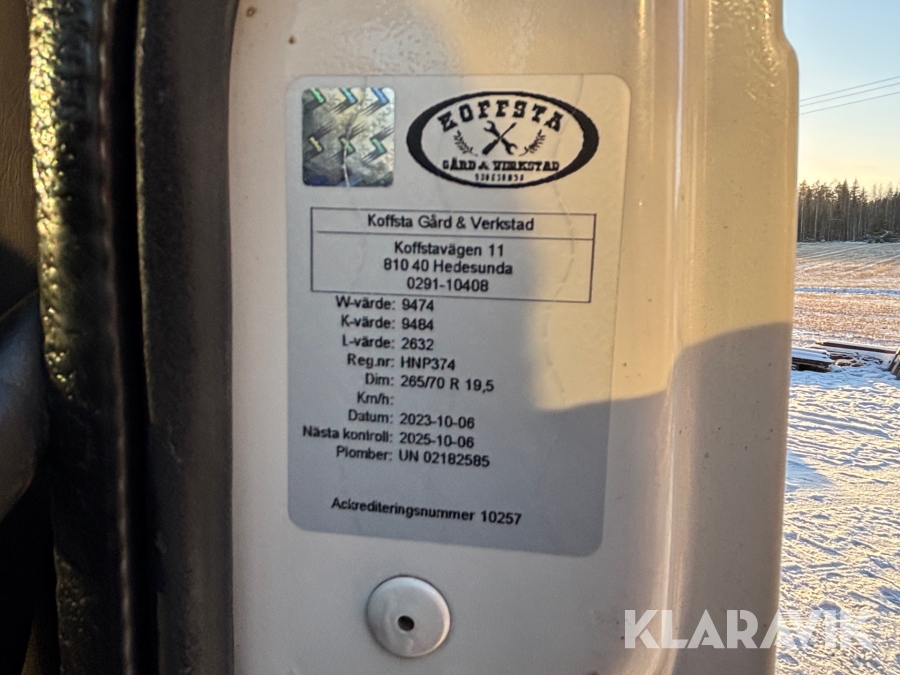 KOFFSTA
GÅRD & VERKSTAD
Koffsta Gård & Verkstad
Koffstavägen 11
810 40 Hedesunda
0291-10408
W-värde: 9474
K-värde: 9484
L-värde: 2632
Reg.nr: HNP374
Dim: 265/70 R 19,5
Km/h:
Datum: 2023-10-06
Nästa kontroll: 2025-10-06
Plomber: UN 02182585
Ackrediteringsnummer 10257
KLARAVIK